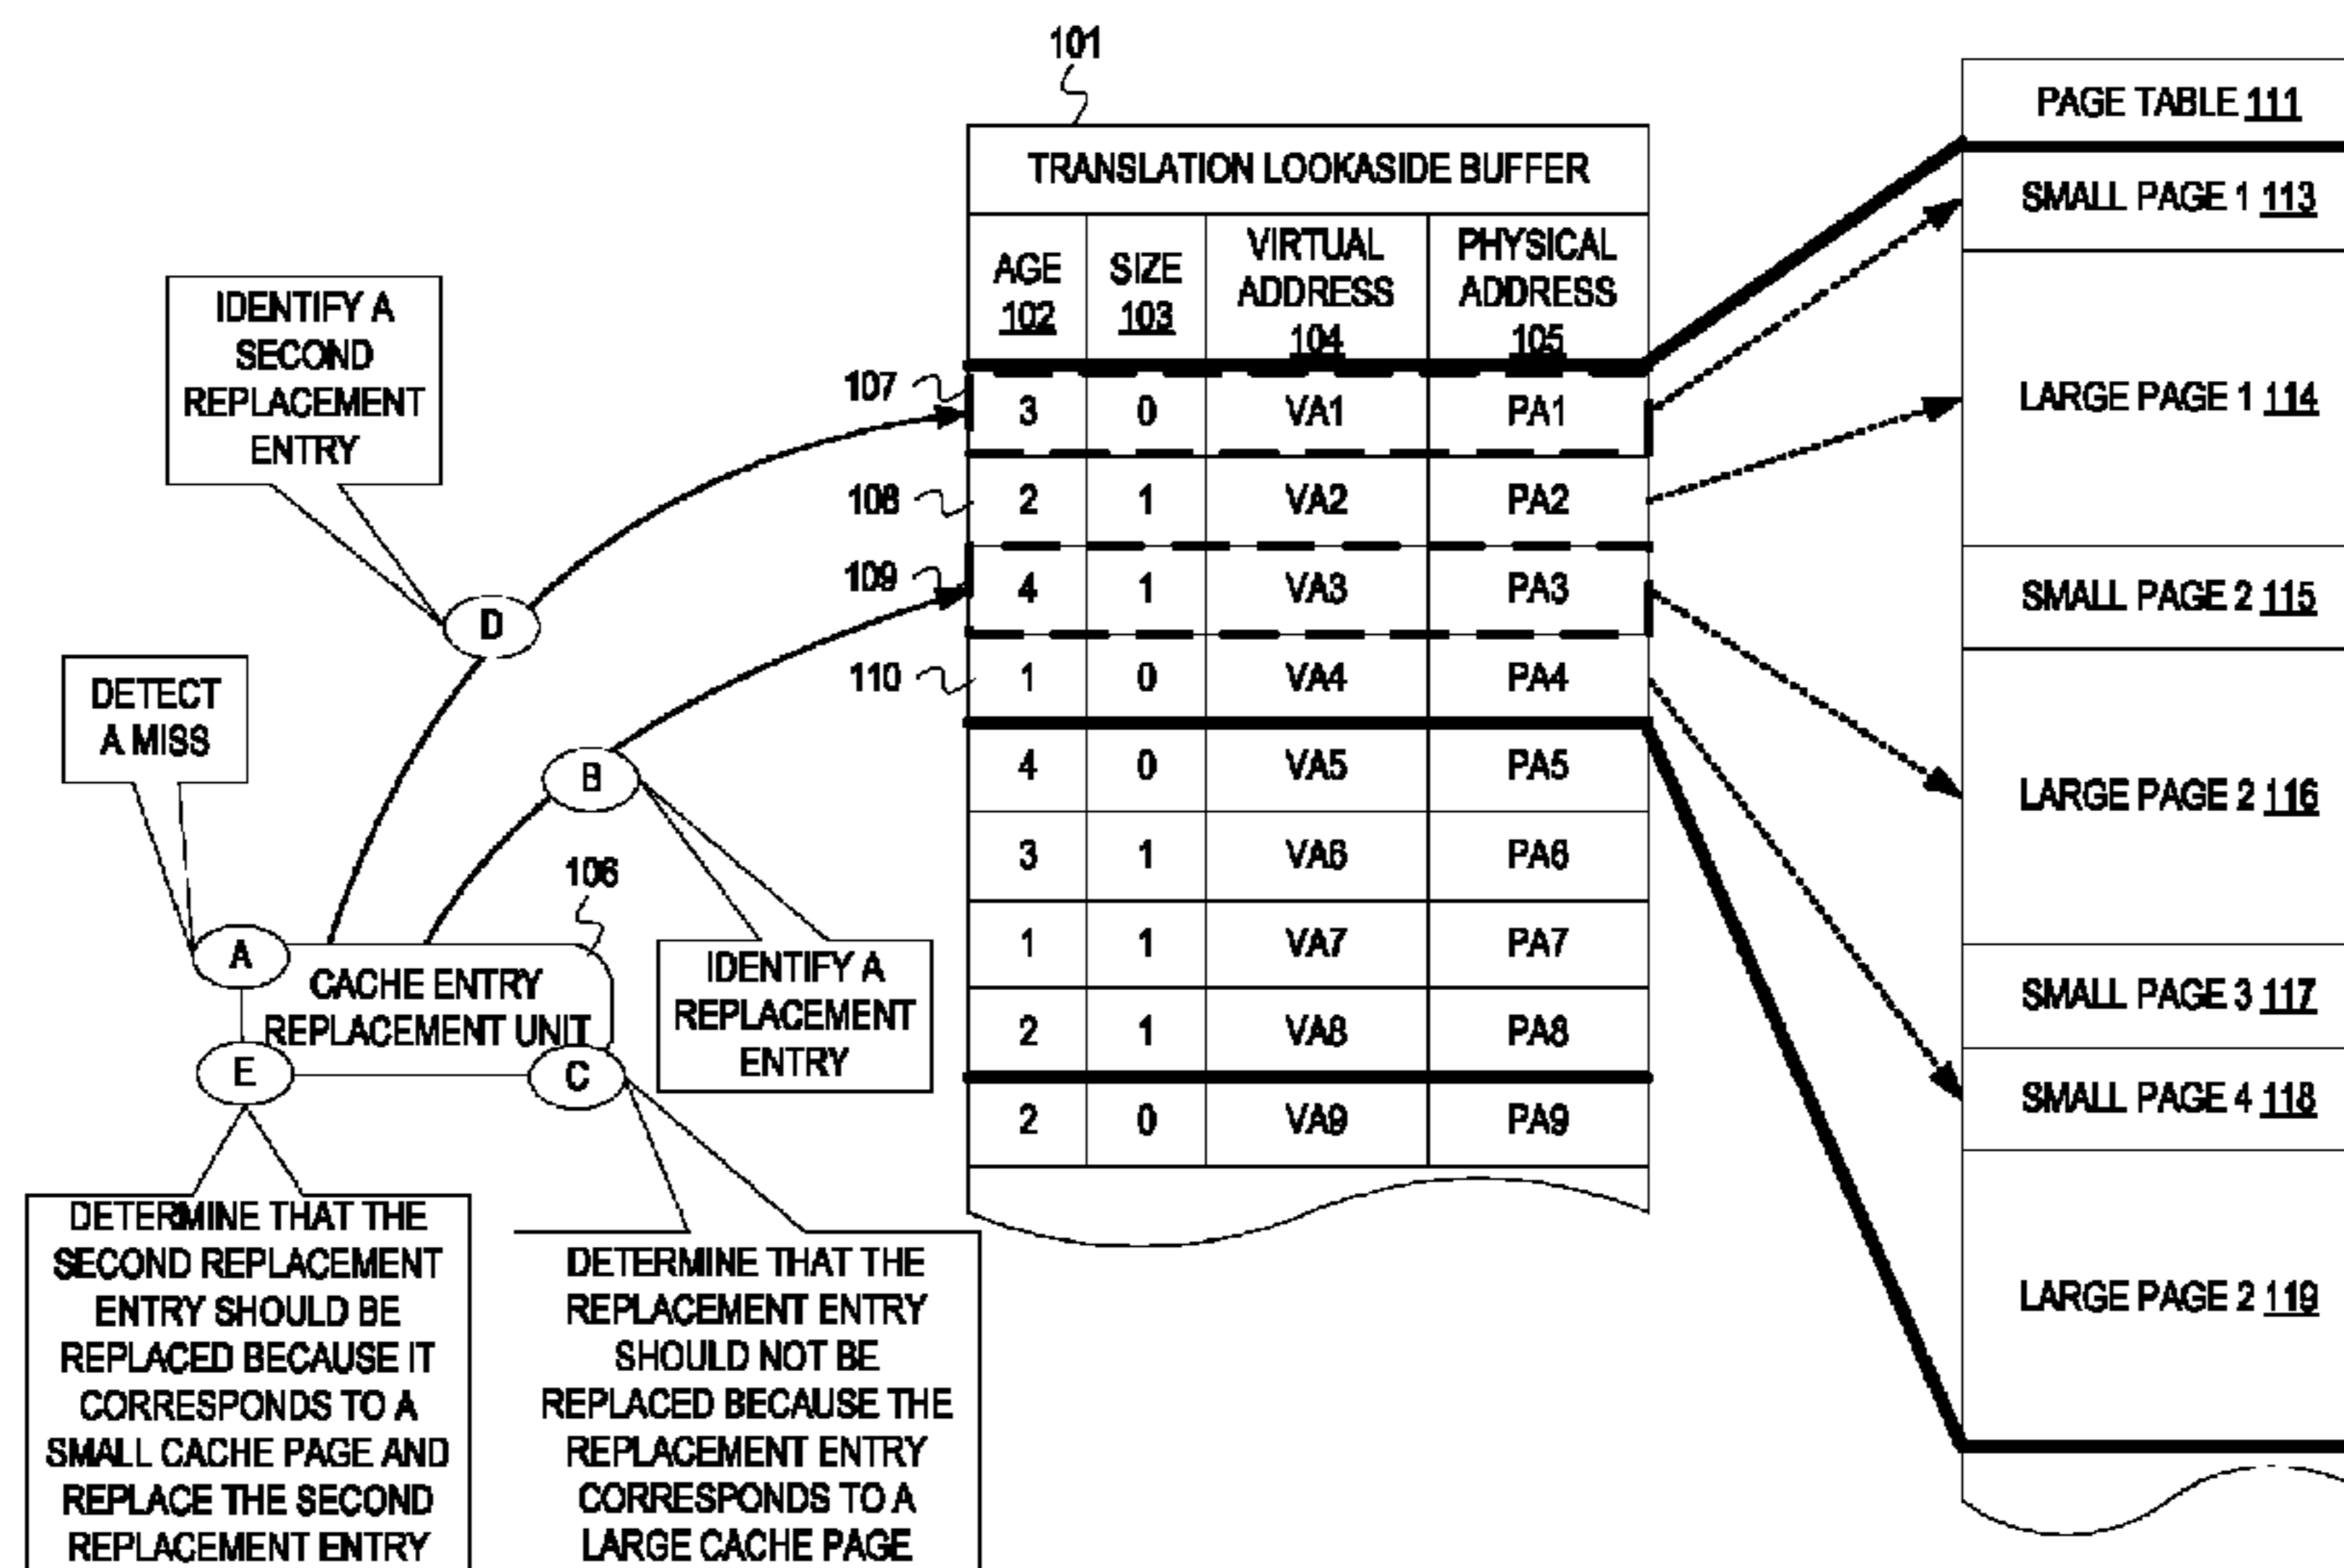 101
TRANSLATION LOOKASIDE BUFFER
AGE
102
SIZE
103
VIRTUAL
ADDRESS
104
PHYSICAL
ADDRESS
105
107
3 0 VA1 PA1
108
2 1 VA2 PA2
109
4 1 VA3 PA3
110
1 0 VA4 PA4
4 0 VA5 PA5
3 1 VA6 PA6
1 1 VA7 PA7
2 1 VA8 PA8
2 0 VA9 PA9
PAGE TABLE 111
SMALL PAGE 1 113
LARGE PAGE 1 114
SMALL PAGE 2 115
LARGE PAGE 2 116
SMALL PAGE 3 117
SMALL PAGE 4 118
LARGE PAGE 2 119
IDENTIFY A
SECOND
REPLACEMENT
ENTRY
D
DETECT
A MISS
B
106
A
CACHE ENTRY
REPLACEMENT UNIT
IDENTIFY A
REPLACEMENT
ENTRY
E
C
DETERMINE THAT THE
SECOND REPLACEMENT
ENTRY SHOULD BE
REPLACED BECAUSE IT
CORRESPONDS TO A
SMALL CACHE PAGE AND
REPLACE THE SECOND
REPLACEMENT ENTRY
DETERMINE THAT THE
REPLACEMENT ENTRY
SHOULD NOT BE
REPLACED BECAUSE THE
REPLACEMENT ENTRY
CORRESPONDS TO A
LARGE CACHE PAGE